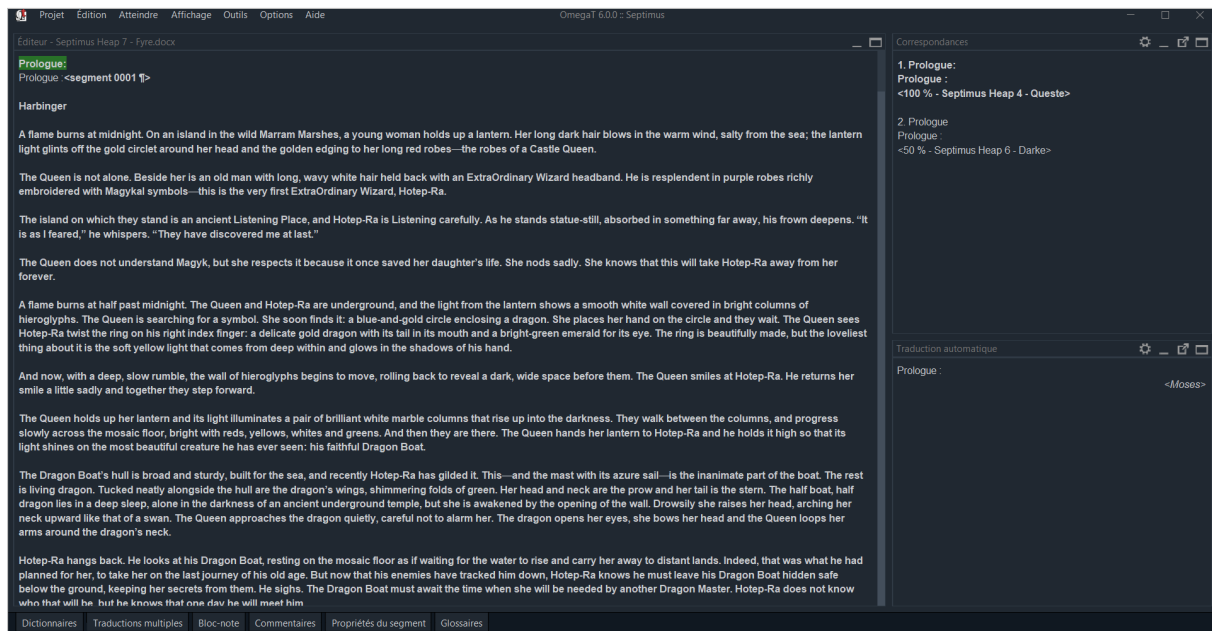 Projet Édition Atteindre Affichage Outils Options Aide
OmegaT 6.0.0 :: Septimus
Éditeur - Septimus Heap 7 - Fyre.docx
Prologue:
Prologue :<segment 0001 ¶>
Harbinger
A flame burns at midnight. On an island in the wild Marram Marshes, a young woman holds up a lantern. Her long dark hair blows in the warm wind, salty from the sea; the lantern
light glints off the gold circlet around her head and the golden edging to her long red robes—the robes of a Castle Queen.
The Queen is not alone. Beside her is an old man with long, wavy white hair held back with an ExtraOrdinary Wizard headband. He is resplendent in purple robes richly
embroidered with Magykal symbols—this is the very first ExtraOrdinary Wizard, Hotep-Ra.
The island on which they stand is an ancient Listening Place, and Hotep-Ra is Listening carefully. As he stands statue-still, absorbed in something far away, his frown deepens. “It
is as I feared,” he whispers. “They have discovered me at last.”
The Queen does not understand Magyk, but she respects it because it once saved her daughter’s life. She nods sadly. She knows that this will take Hotep-Ra away from her
forever.
A flame burns at half past midnight. The Queen and Hotep-Ra are underground, and the light from the lantern shows a smooth white wall covered in bright columns of
hieroglyphs. The Queen is searching for a symbol. She soon finds it: a blue-and-gold circle enclosing a dragon. She places her hand on the circle and they wait. The Queen sees
Hotep-Ra twist the ring on his right index finger: a delicate gold dragon with its tail in its mouth and a bright-green emerald for its eye. The ring is beautifully made, but the loveliest
thing about it is the soft yellow light that comes from deep within and glows in the shadows of his hand.
And now, with a deep, slow rumble, the wall of hieroglyphs begins to move, rolling back to reveal a dark, wide space before them. The Queen smiles at Hotep-Ra. He returns her
smile a little sadly and together they step forward.
The Queen holds up her lantern and its light illuminates a pair of brilliant white marble columns that rise up into the darkness. They walk between the columns, and progress
slowly across the mosaic floor, bright with reds, yellows, whites and greens. And then they are there. The Queen hands her lantern to Hotep-Ra and he holds it high so that its
light shines on the most beautiful creature he has ever seen: his faithful Dragon Boat.
The Dragon Boat’s hull is broad and sturdy, built for the sea, and recently Hotep-Ra has gilded it. This—and the mast with its azure sail—is the inanimate part of the boat. The rest
is living dragon. Tucked neatly alongside the hull are the dragon’s wings, shimmering folds of green. Her head and neck are the prow and her tail is the stern. The half boat, half
dragon lies in a deep sleep, alone in the darkness of an ancient underground temple, but she is awakened by the opening of the wall. Drowsily she raises her head, arching her
neck upward like that of a swan. The Queen approaches the dragon quietly, careful not to alarm her. The dragon opens her eyes, she bows her head and the Queen loops her
arms around the dragon’s neck.
Hotep-Ra hangs back. He looks at his Dragon Boat, resting on the mosaic floor as if waiting for the water to rise and carry her away to distant lands. Indeed, that was what he had
planned for her, to take her on the last journey of his old age. But now that his enemies have tracked him down, Hotep-Ra knows he must leave his Dragon Boat hidden safe
below the ground, keeping her secrets from them. He sighs. The Dragon Boat must await the time when she will be needed by another Dragon Master. Hotep-Ra does not know
who that will be, but he knows that one day he will meet him.
Correspondances
1. Prologue:
Prologue :
<100 % - Septimus Heap 4 - Queste>
2. Prologue
Prologue :
<50 % - Septimus Heap 6 - Darke>
Traduction automatique
Prologue :
<Moses>
Dictionnaires Traductions multiples Bloc-note Commentaires Propriétés du segment Glossaires